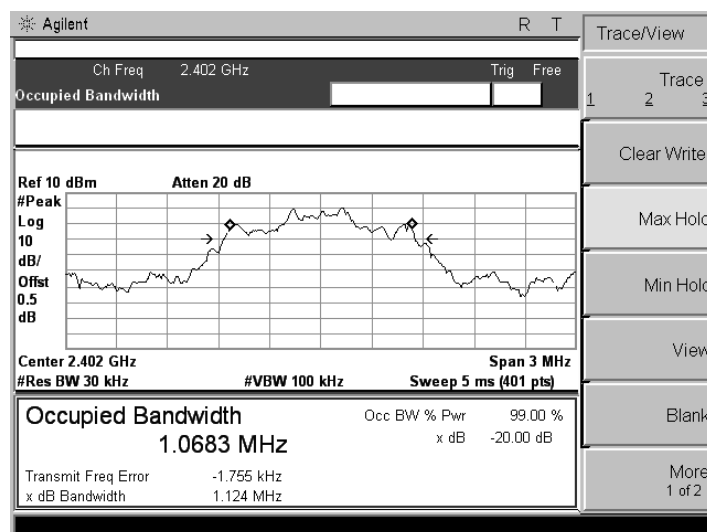 Agilent R T
Ch Freq 2.402 GHz Trig Free
Occupied Bandwidth
Ref 10 dBm Atten 20 dB
#Peak
Log
10
dB/
Offst
0.5
dB
Center 2.402 GHz Span 3 MHz
#Res BW 30 kHz #VBW 100 kHz Sweep 5 ms (401 pts)
Occupied Bandwidth Occ BW % Pwr 99.00 %
1.0683 MHz x dB -20.00 dB
Transmit Freq Error -1.755 kHz
x dB Bandwidth 1.124 MHz
Trace/View
Trace
1 2 3
Clear Write
Max Hold
Min Hold
View
Blank
More
1 of 2